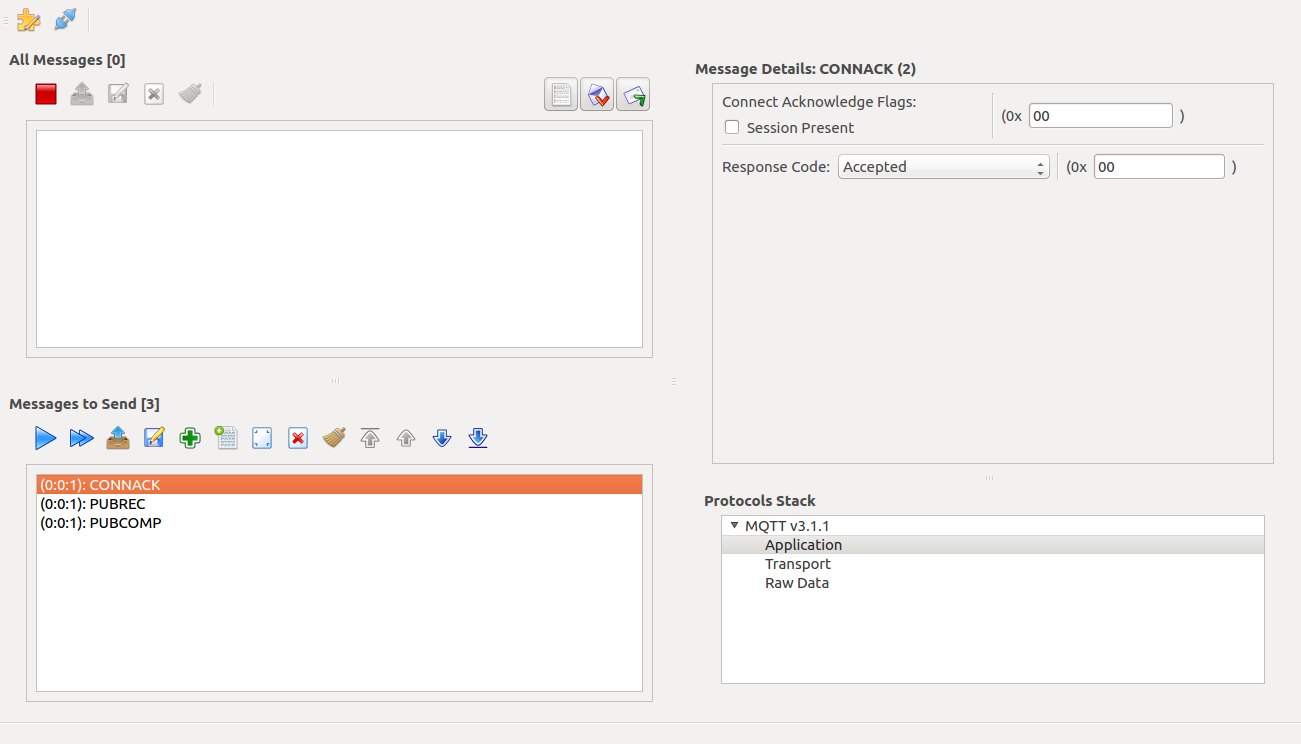 All Messages [0]
Messages to Send [3]
(0:0:1): CONNACK
(0:0:1): PUBREC
(0:0:1): PUBCOMP
Message Details: CONNACK (2)
Connect Acknowledge Flags:
Session Present
(0x 00 )
Response Code: Accepted (0x 00 )
Protocols Stack
MQTT v3.1.1
Application
Transport
Raw Data